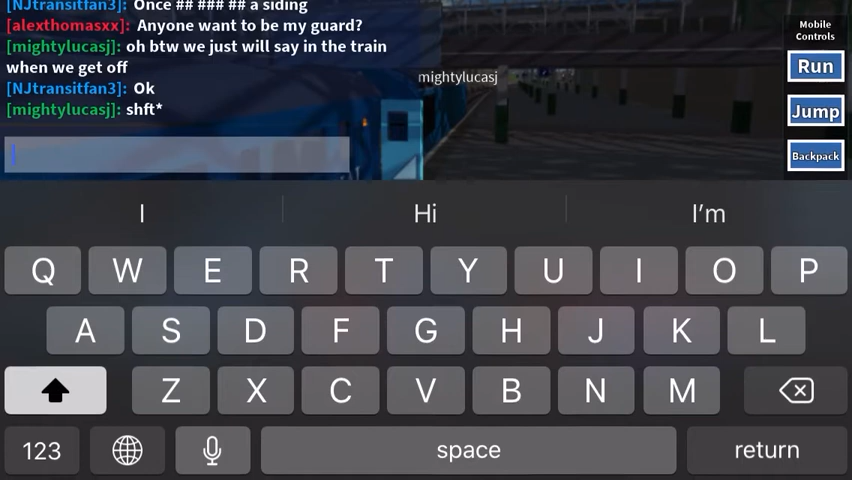 [NJtransitfan3]: Once ## ### ## a siding
[alexthomasxx]: Anyone want to be my guard?
[mightylucasj]: oh btw we just will say in the train
when we get off
[NJtransitfan3]: Ok
[mightylucasj]: shft*
mightylucasj
Mobile
Controls
Run
Jump
Backpack
I Hi I'm
Q W E R T Y U I O P
A S D F G H J K L
Z X C V B N M
123 space return